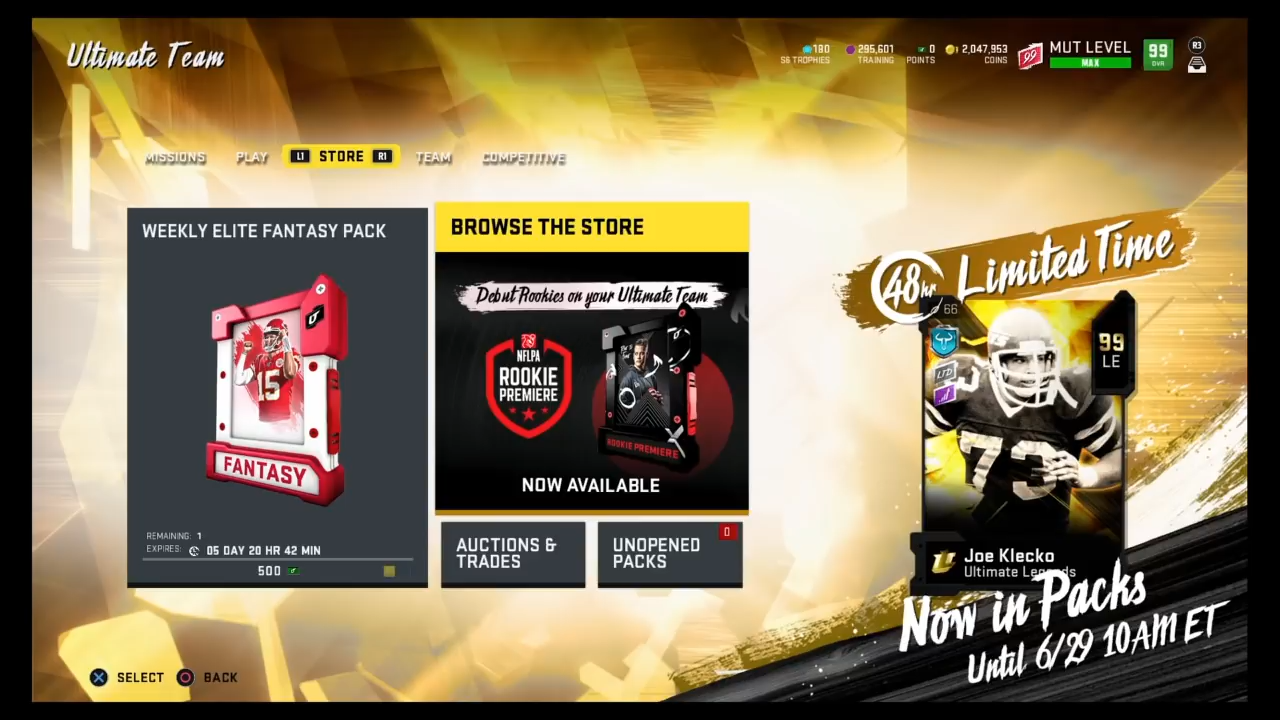 Ultimate Team
180
S6 TROPHIES
295,601
TRAINING
0
POINTS
2,047,953
COINS
99
MUT LEVEL
MAX
99
OVR
R3
MISSIONS
PLAY
L1 STORE R1
TEAM
COMPETITIVE
WEEKLY ELITE FANTASY PACK
15
FANTASY
REMAINING: 1
EXPIRES: 05 DAY 20 HR 42 MIN
500
BROWSE THE STORE
Debut Rookies on your Ultimate Team
NFLPA
ROOKIE
PREMIERE
ROOKIE PREMIERE
NOW AVAILABLE
AUCTIONS &
TRADES
0
UNOPENED
PACKS
48hr Limited Time
66
99
LE
LTD
73
Joe Klecko
Ultimate Legends
Now in Packs
Until 6/29 10AM ET
SELECT
BACK